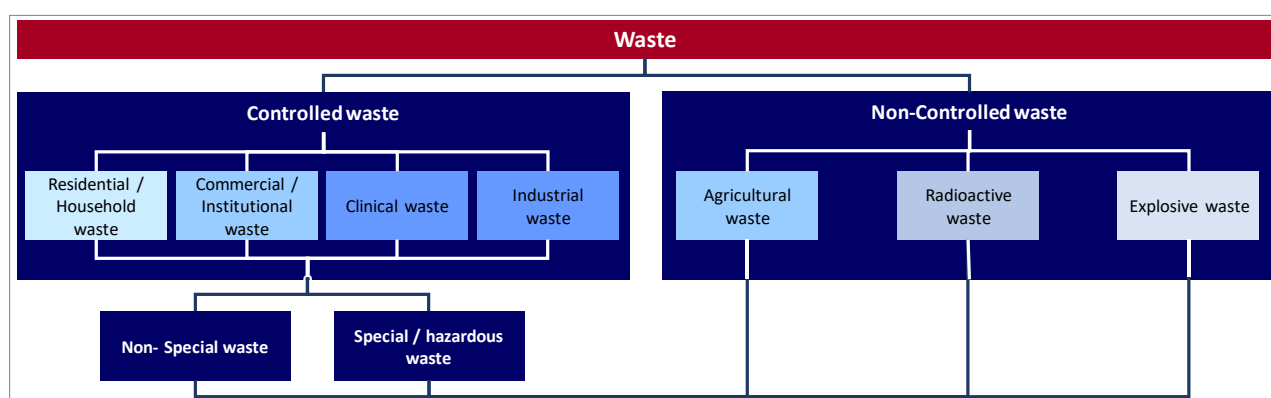 Waste
Controlled waste
Non-Controlled waste
Residential /
Household
waste
Commercial /
Institutional
waste
Clinical waste
Industrial
waste
Agricultural
waste
Radioactive
waste
Explosive waste
Non- Special waste
Special / hazardous
waste